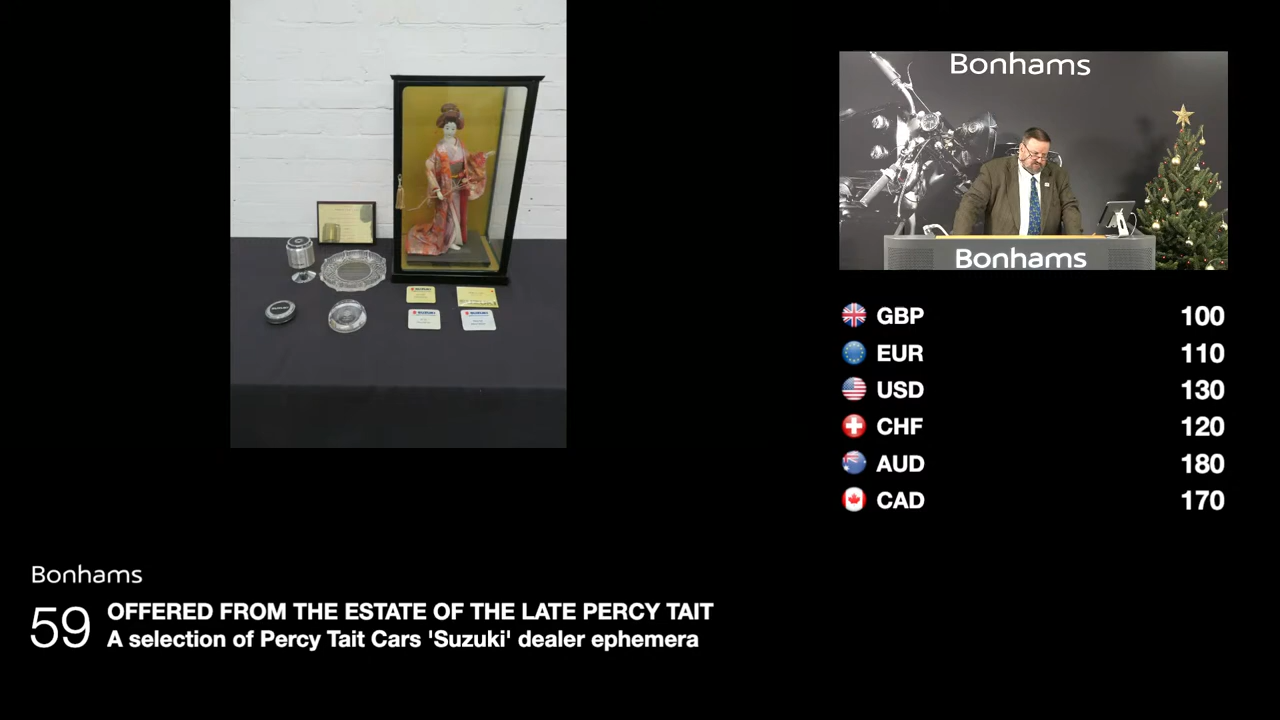 Bonhams
Bonhams
GBP 100
EUR 110
USD 130
CHF 120
AUD 180
CAD 170
Bonhams
59
OFFERED FROM THE ESTATE OF THE LATE PERCY TAIT
A selection of Percy Tait Cars 'Suzuki' dealer ephemera